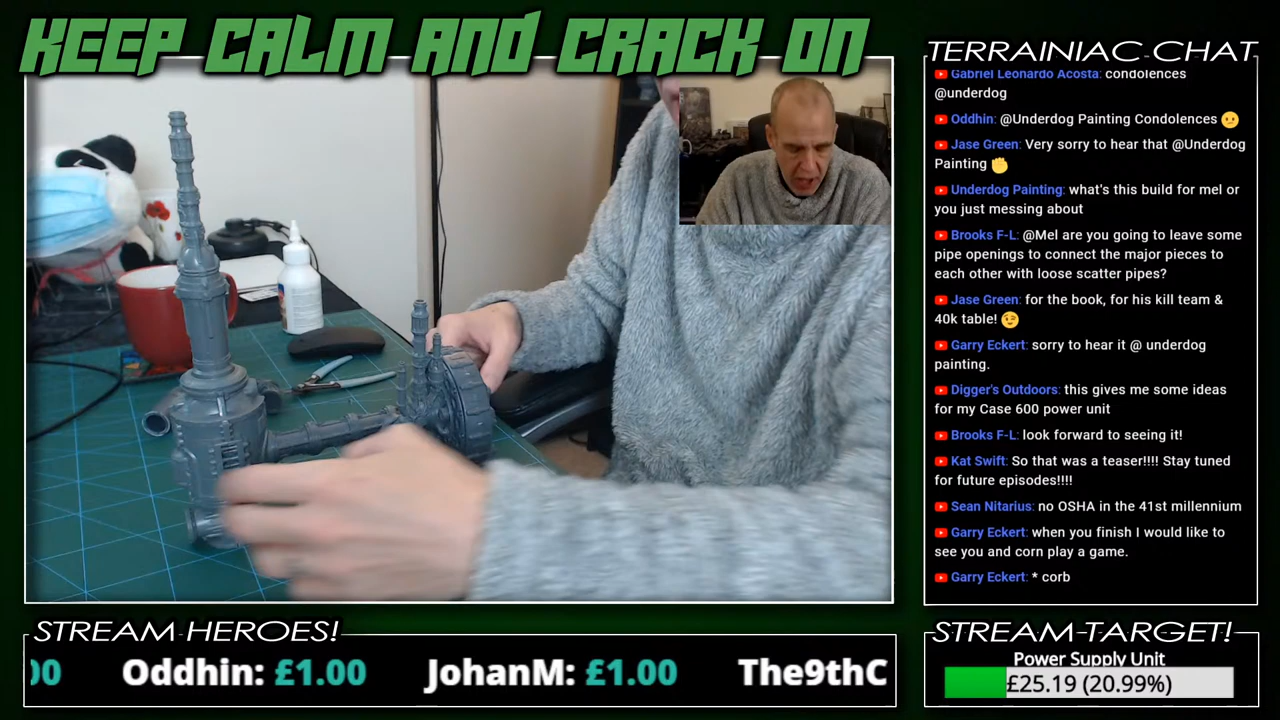 KEEP CALM AND CRACK ON
TERRAINIAC CHAT
Gabriel Leonardo Acosta: condolences
@underdog
Oddhin: @Underdog Painting Condolences
Jase Green: Very sorry to hear that @Underdog
Painting
Underdog Painting: what's this build for mel or
you just messing about
Brooks F-L: @Mel are you going to leave some
pipe openings to connect the major pieces to
each other with loose scatter pipes?
Jase Green: for the book, for his kill team &
40k table!
Garry Eckert: sorry to hear it @ underdog
painting.
Digger's Outdoors: this gives me some ideas
for my Case 600 power unit
Brooks F-L: look forward to seeing it!
Kat Swift: So that was a teaser!!!! Stay tuned
for future episodes!!!!
Sean Nitarius: no OSHA in the 41st millennium
Garry Eckert: when you finish I would like to
see you and corn play a game.
Garry Eckert: * corb
STREAM HEROES!
00 Oddhin: £1.00 JohanM: £1.00 The9thC
STREAM TARGET!
Power Supply Unit
£25.19 (20.99%)